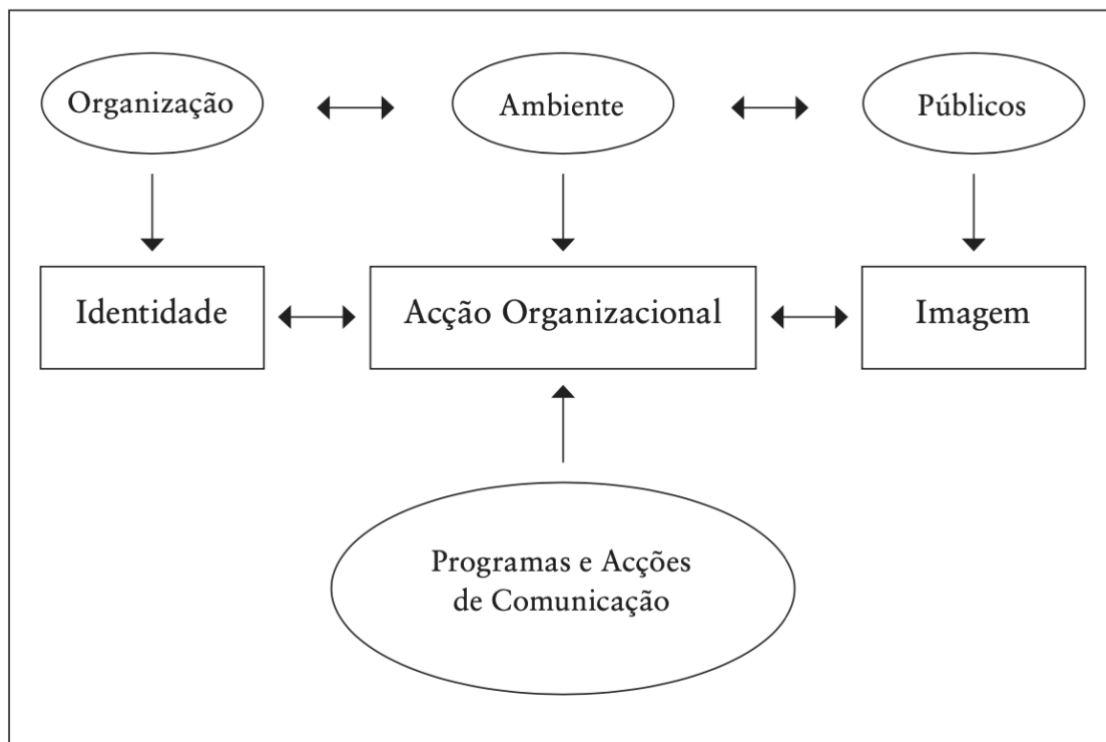 Organização
Ambiente
Públicos
Identidade
Acção Organizacional
Imagem
Programas e Acções
de Comunicação